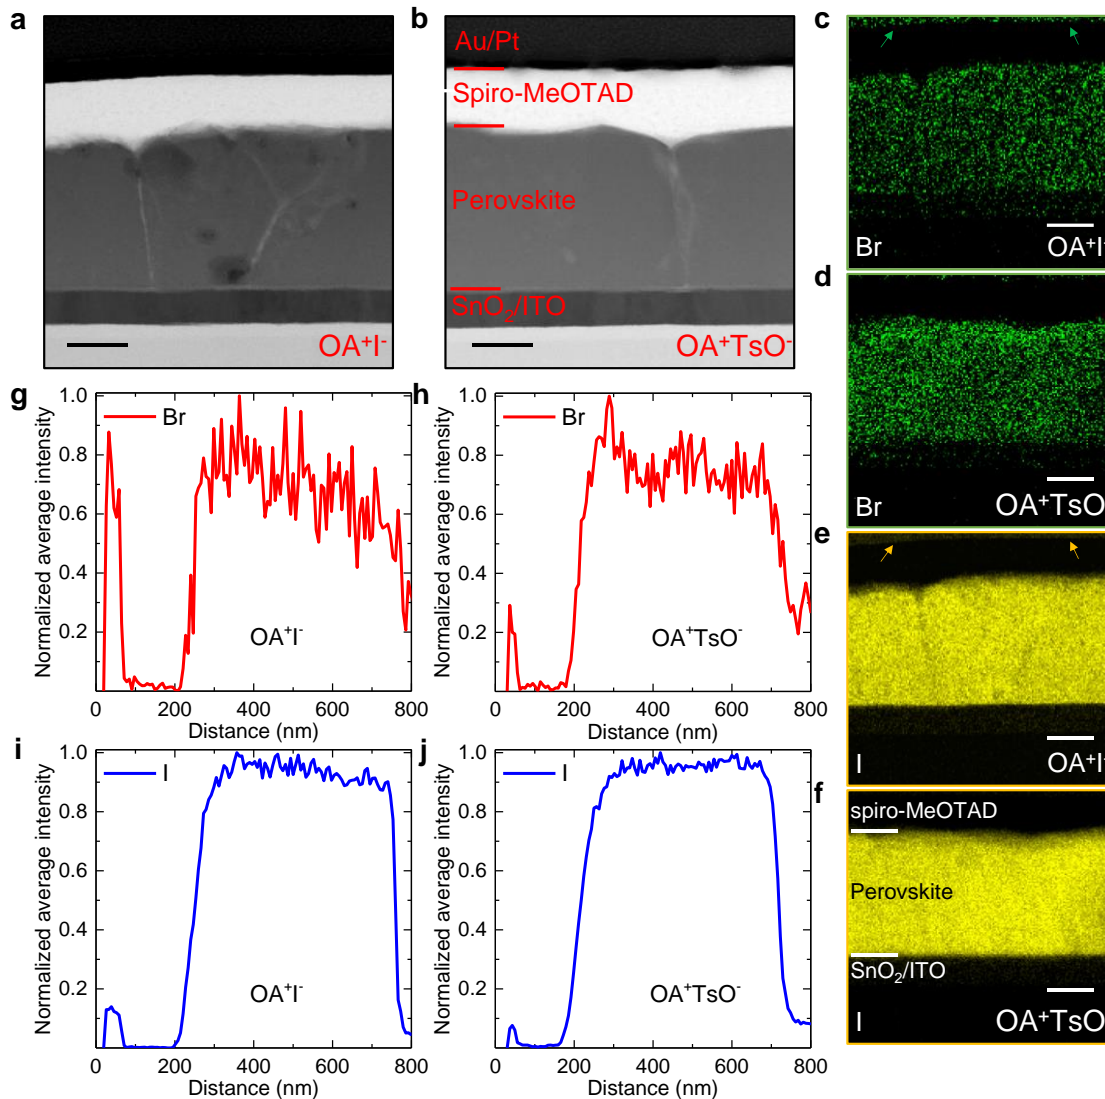 a
OA⁺I⁻
b
Au/Pt
Spiro-MeOTAD
Perovskite
SnO₂/ITO
OA⁺TsO⁻
c
Br
OA⁺I⁻
d
Br
OA⁺TsO
e
I
OA⁺I⁻
f
spiro-MeOTAD
Perovskite
SnO₂/ITO
I
OA⁺TsO
g
Normalized average intensity
1.0
0.8
0.6
0.4
0.2
Br
OA⁺I⁻
0 200 400 600 800
Distance (nm)
h
Normalized average intensity
1.0
0.8
0.6
0.4
0.2
Br
OA⁺TsO⁻
0 200 400 600 800
Distance (nm)
i
Normalized average intensity
1.0
0.8
0.6
0.4
0.2
I
OA⁺I⁻
0 200 400 600 800
Distance (nm)
j
Normalized average intensity
1.0
0.8
0.6
0.4
0.2
I
OA⁺TsO⁻
0 200 400 600 800
Distance (nm)